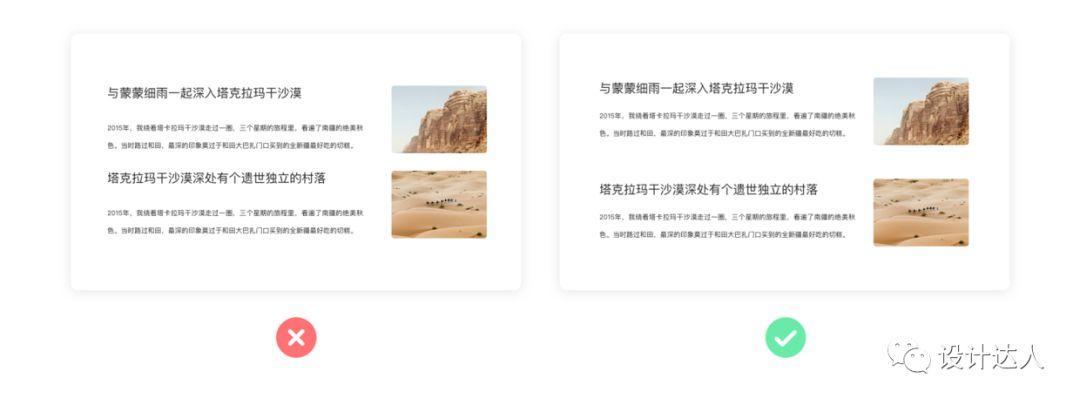 与蒙蒙细雨一起深入塔克拉玛干沙漠
2015年，我绕着塔卡拉玛干沙漠走过一圈，三个星期的旅程里，看遍了南疆的绝美秋
色。当时路过和田，最深的印象莫过于和田大巴扎门口买到的全新疆最好吃的切糕。
塔克拉玛干沙漠深处有个遗世独立的村落
2015年，我绕着塔卡拉玛干沙漠走过一圈，三个星期的旅程里，看遍了南疆的绝美秋
色。当时路过和田，最深的印象莫过于和田大巴扎门口买到的全新疆最好吃的切糕。
与蒙蒙细雨一起深入塔克拉玛干沙漠
2015年，我绕着塔卡拉玛干沙漠走过一圈，三个星期的旅程里，看遍了南疆的绝美秋
色。当时路过和田，最深的印象莫过于和田大巴扎门口买到的全新疆最好吃的切糕。
塔克拉玛干沙漠深处有个遗世独立的村落
2015年，我绕着塔卡拉玛干沙漠走过一圈，三个星期的旅程里，看遍了南疆的绝美秋
色。当时路过和田，最深的印象莫过于和田大巴扎门口买到的全新疆最好吃的切糕。
设计达人